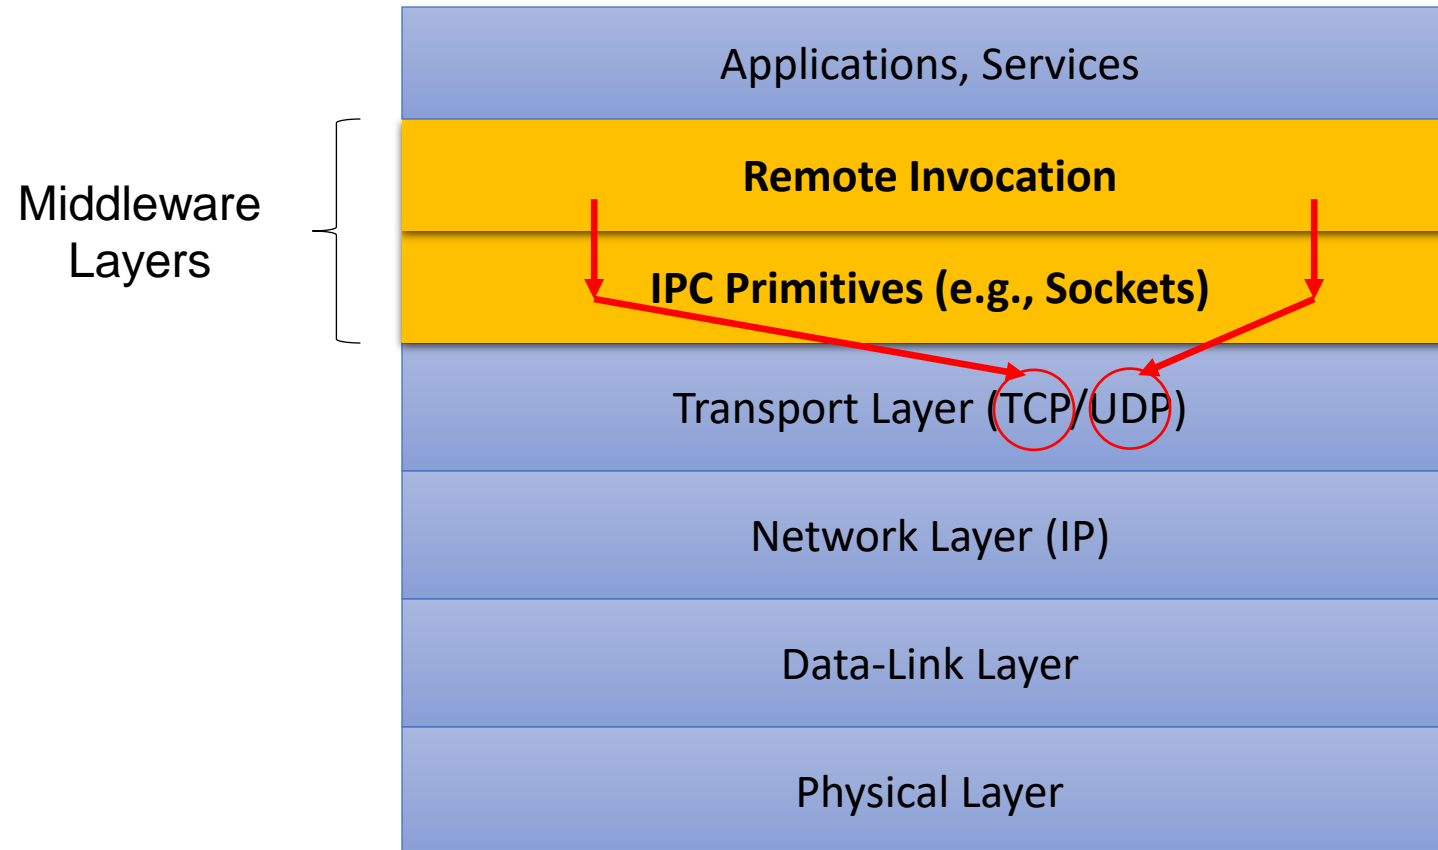 Applications, Services
Remote Invocation
Middleware
Layers
IPC Primitives (e.g., Sockets)
Transport Layer (TCP/UDP)
Network Layer (IP)
Data-Link Layer
Physical Layer